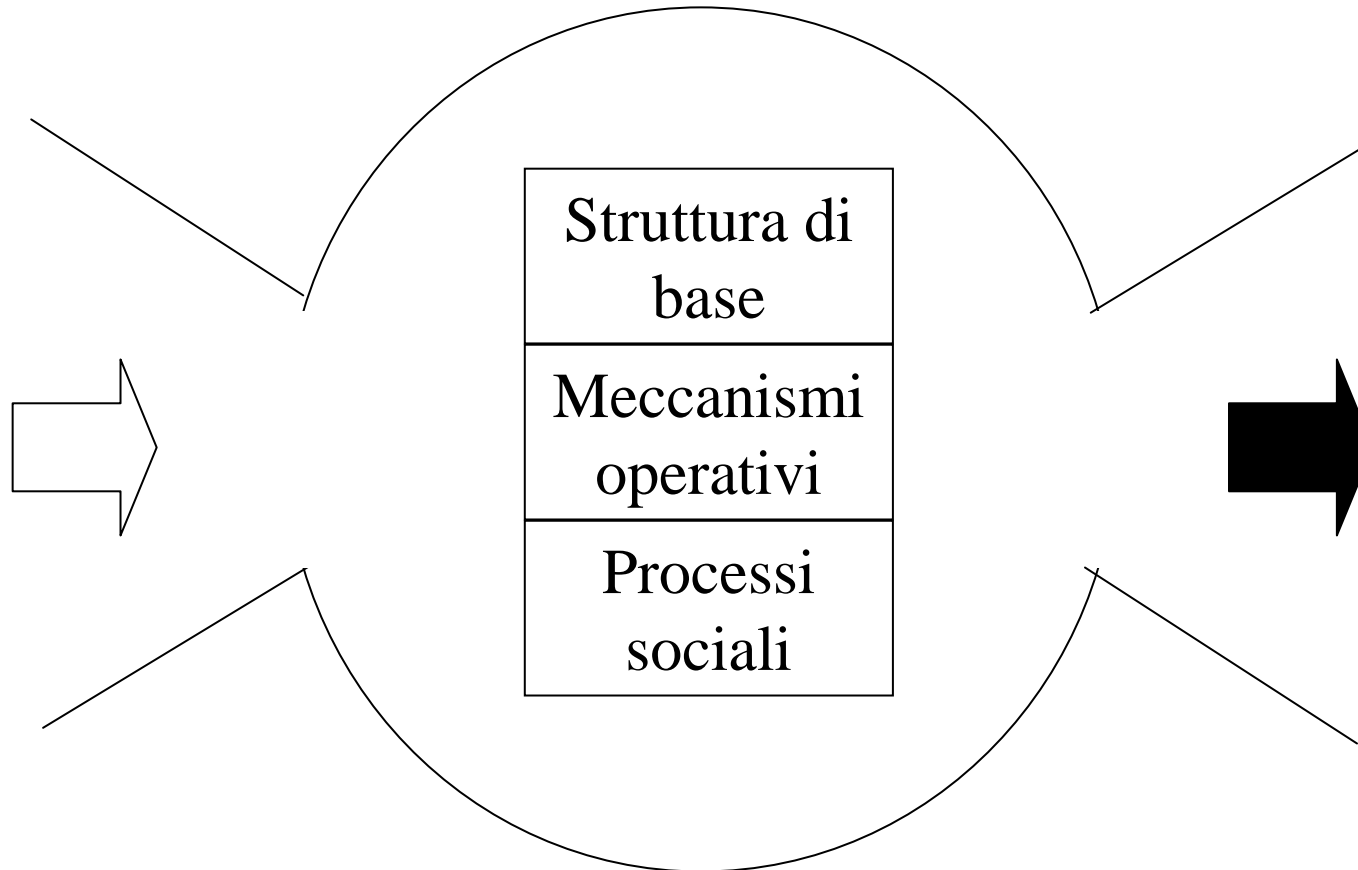 Struttura di
base
Meccanismi
operativi
Processi
sociali